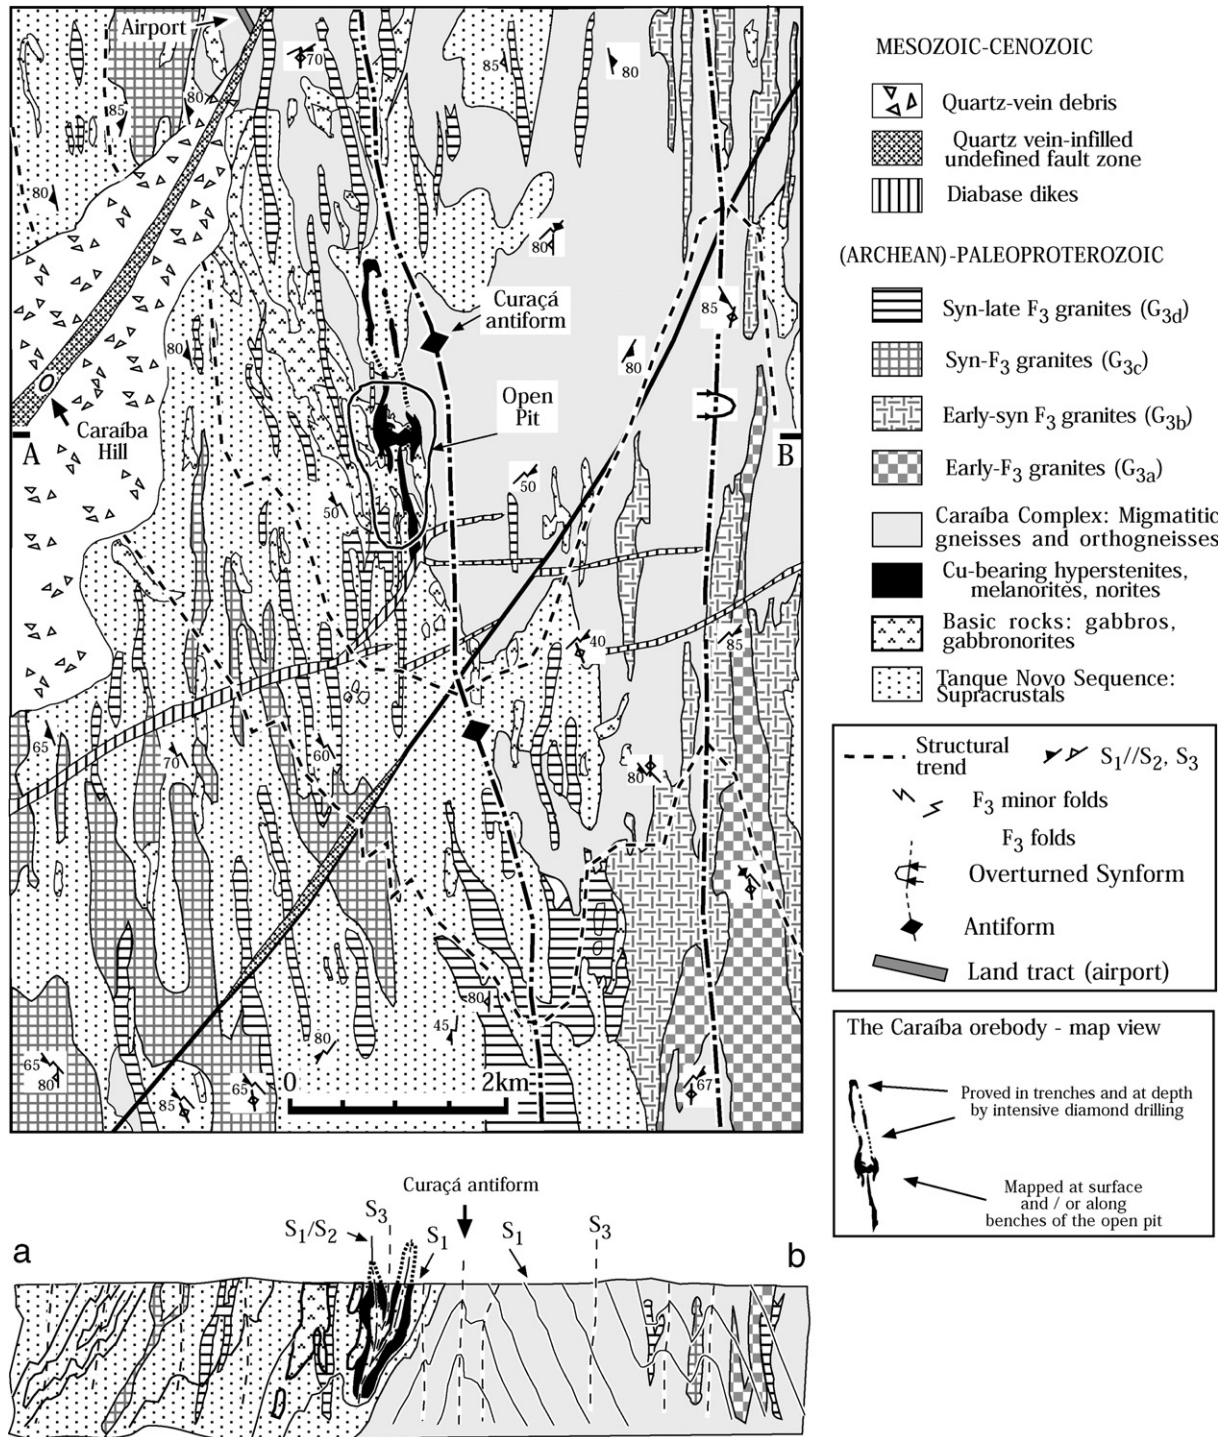 Airport
70
85
80
80
85
80
80
Curaçá
antiform
85
80
80
Open
Pit
Caraíba
Hill
A
B
50
50
40
85
65
70
60
80
80
45
80
65
80
85
65
67
0
2km
MESOZOIC-CENOZOIC
Quartz-vein debris
Quartz vein-infilled
undefined fault zone
Diabase dikes
(ARCHEAN)-PALEOPROTEROZOIC
Syn-late F3 granites (G3d)
Syn-F3 granites (G3c)
Early-syn F3 granites (G3b)
Early-F3 granites (G3a)
Caraíba Complex: Migmatitic
gneisses and orthogneisses
Cu-bearing hyperstenites,
melanorites, norites
Basic rocks: gabbros,
gabbronorites
Tanque Novo Sequence:
Supracrustals
Structural
trend
S1//S2, S3
F3 minor folds
F3 folds
Overturned Synform
Antiform
Land tract (airport)
The Caraíba orebody - map view
Proved in trenches and at depth
by intensive diamond drilling
Mapped at surface
and / or along
benches of the open pit
Curaçá antiform
a
S1/S2
S3
S1
S1
S3
b